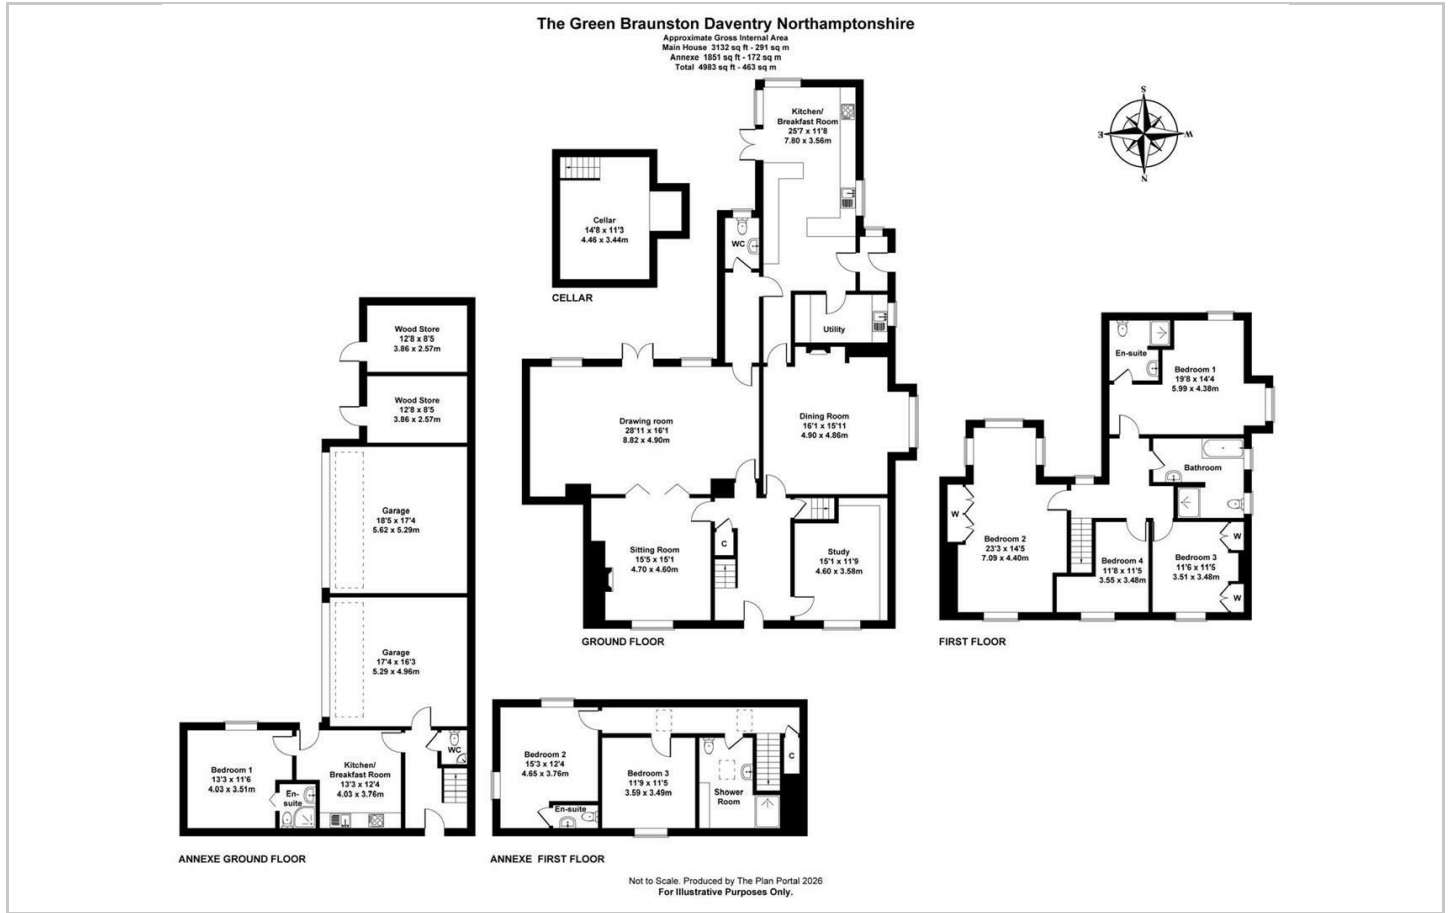 The Green Braunston Daventry Northamptonshire
Approximate Gross Internal Area
Main House 3132 sq ft - 291 sq m
Annexe 1851 sq ft - 172 sq m
Total 4983 sq ft - 463 sq m
S
E
W
N
Kitchen/
Breakfast Room
25'7 x 11'8
7.80 x 3.56m
Cellar
14'8 x 11'3
4.46 x 3.44m
CELLAR
WC
Utility
Drawing room
28'11 x 16'1
8.82 x 4.90m
Dining Room
16'1 x 15'11
4.90 x 4.86m
Sitting Room
15'5 x 15'1
4.70 x 4.60m
C
Study
15'1 x 11'9
4.60 x 3.58m
GROUND FLOOR
En-suite
Bedroom 1
19'8 x 14'4
5.99 x 4.38m
Bathroom
W
Bedroom 2
23'3 x 14'5
7.09 x 4.40m
Bedroom 4
11'8 x 11'5
3.55 x 3.48m
Bedroom 3
11'6 x 11'5
3.51 x 3.48m
W
W
FIRST FLOOR
Wood Store
12'8 x 8'5
3.86 x 2.57m
Wood Store
12'8 x 8'5
3.86 x 2.57m
Garage
18'5 x 17'4
5.62 x 5.29m
Garage
17'4 x 16'3
5.29 x 4.96m
Bedroom 1
13'3 x 11'6
4.03 x 3.51m
En-
suite
Kitchen/
Breakfast Room
13'3 x 12'4
4.03 x 3.76m
WC
ANNEXE GROUND FLOOR
Bedroom 2
15'3 x 12'4
4.65 x 3.76m
En-suite
Bedroom 3
11'9 x 11'5
3.59 x 3.49m
Shower
Room
C
ANNEXE FIRST FLOOR
Not to Scale. Produced by The Plan Portal 2026
For Illustrative Purposes Only.